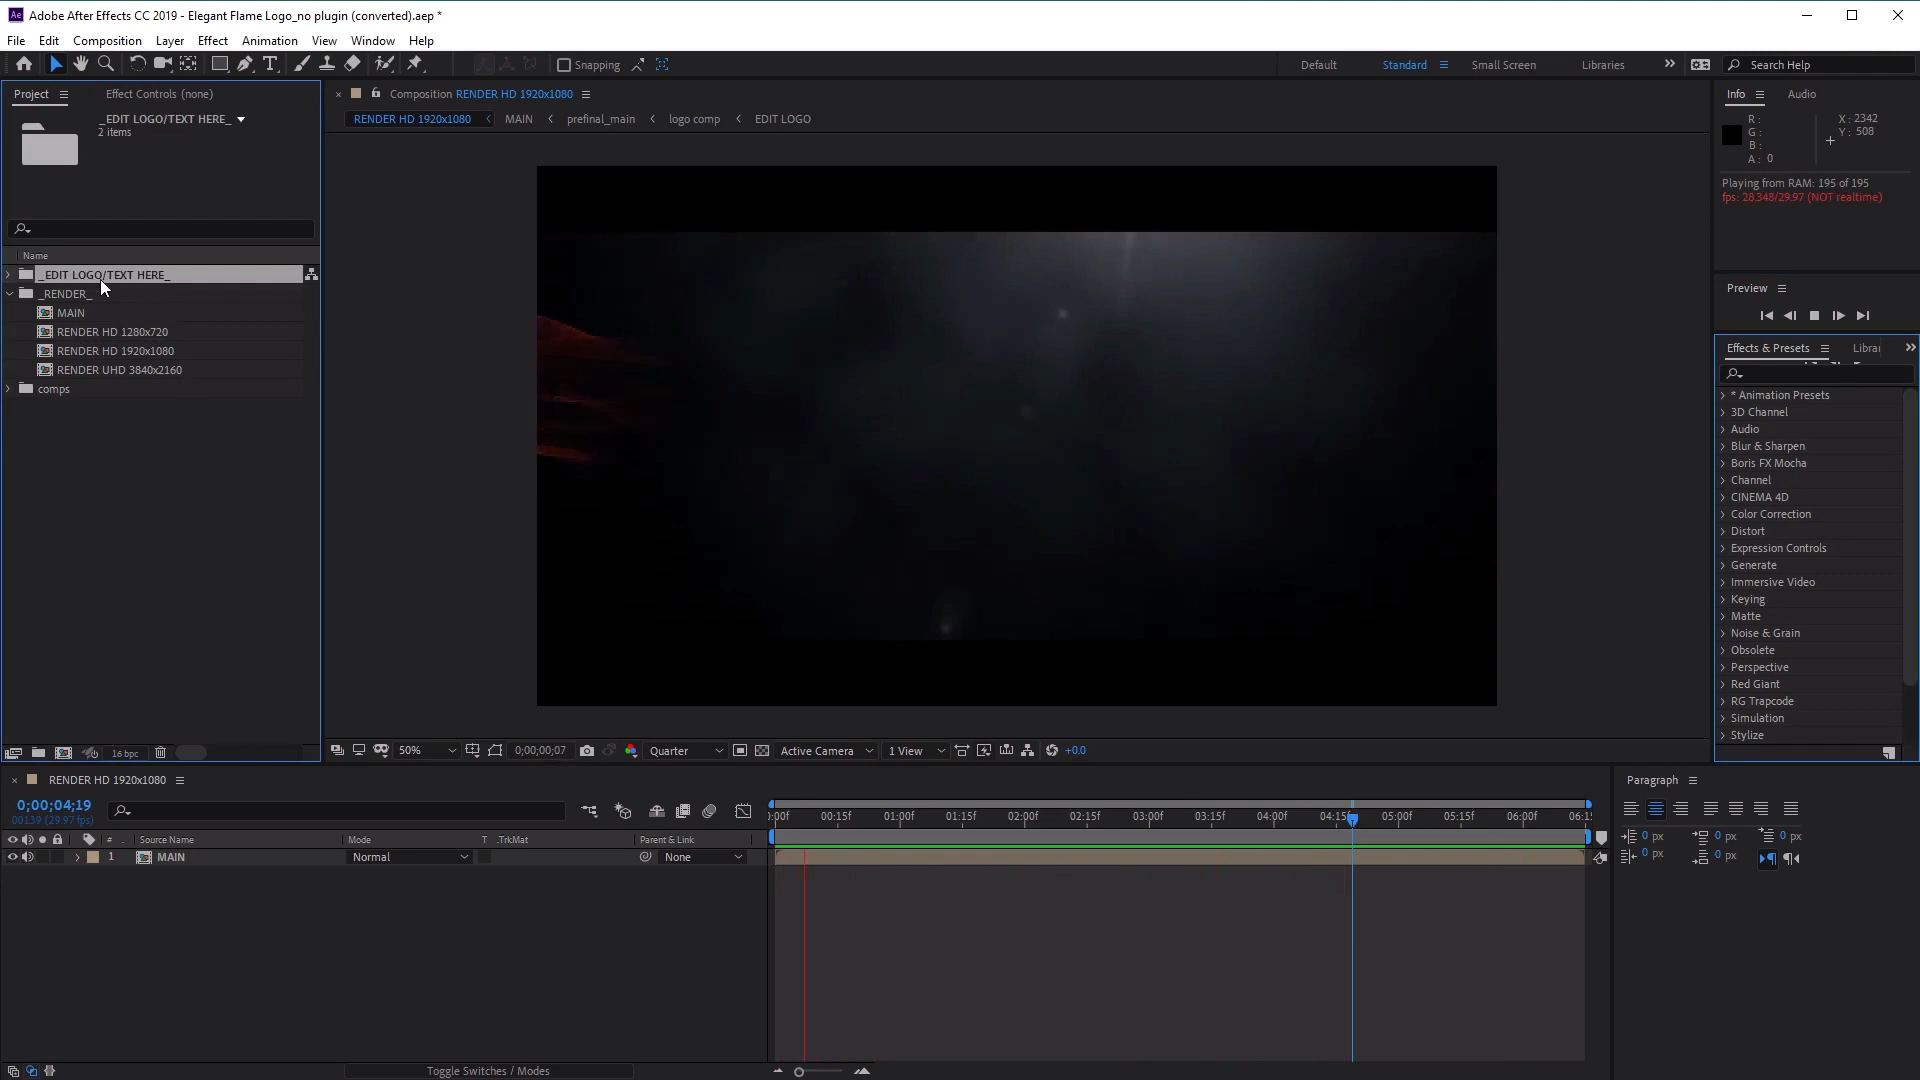 Adobe After Effects CC 2019 - Elegant Flame Logo_no plugin (converted).aep *
File Edit Composition Layer Effect Animation View Window Help
Snapping
Default Standard Small Screen Libraries
Search Help
Project
Effect Controls (none)
_EDIT LOGO/TEXT HERE_
2 items
Name
_EDIT LOGO/TEXT HERE_
_RENDER_
MAIN
RENDER HD 1280x720
RENDER HD 1920x1080
RENDER UHD 3840x2160
comps
16 bpc
Composition RENDER HD 1920x1080
RENDER HD 1920x1080 MAIN prefinal_main logo comp EDIT LOGO
50% 0;00;00;07 Quarter Active Camera 1 View +0.0
Info Audio
R :
G :
B :
A : 0
X : 2342
Y : 508
Playing from RAM: 195 of 195
fps: 28.348/29.97 (NOT realtime)
Preview
Effects & Presets Librar
* Animation Presets
3D Channel
Audio
Blur & Sharpen
Boris FX Mocha
Channel
CINEMA 4D
Color Correction
Distort
Expression Controls
Generate
Immersive Video
Keying
Matte
Noise & Grain
Obsolete
Perspective
Red Giant
RG Trapcode
Simulation
Stylize
RENDER HD 1920x1080
0;00;04;19
00139 (29.97 fps)
# Source Name Mode T .TrkMat Parent & Link
1 MAIN Normal None
):00f 00:15f 01:00f 01:15f 02:00f 02:15f 03:00f 03:15f 04:00f 04:15f 05:00f 05:15f 06:00f 06:1
Toggle Switches / Modes
Paragraph
0 px 0 px 0 px
0 px 0 px